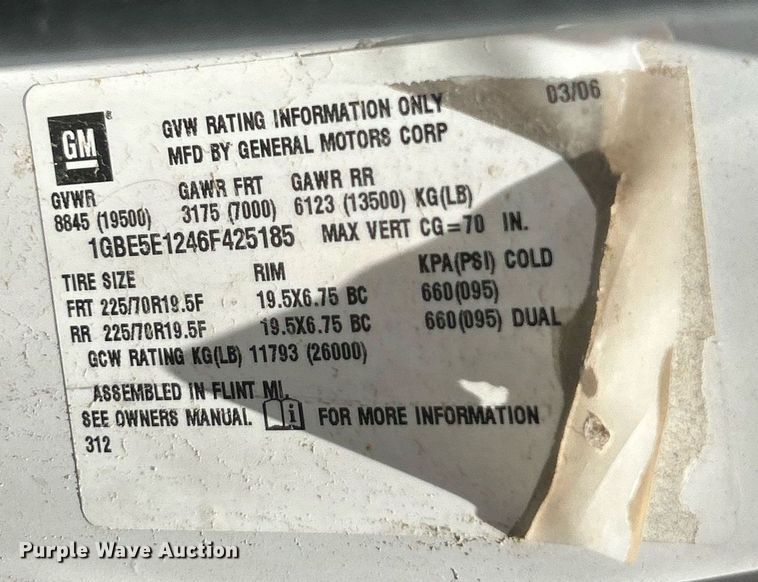 03/06
GM
GVW RATING INFORMATION ONLY
MFD BY GENERAL MOTORS CORP
GVWR GAWR FRT GAWR RR
8845 (19500) 3175 (7000) 6123 (13500) KG(LB)
1GBE5E1246F425185 MAX VERT CG=70 IN.
TIRE SIZE RIM KPA(PSI) COLD
FRT 225/70R19.5F 19.5X6.75 BC 660(095)
RR 225/70R19.5F 19.5X6.75 BC 660(095) DUAL
GCW RATING KG(LB) 11793 (26000)
ASSEMBLED IN FLINT MI.
SEE OWNERS MANUAL. i FOR MORE INFORMATION
312
Purple Wave Auction